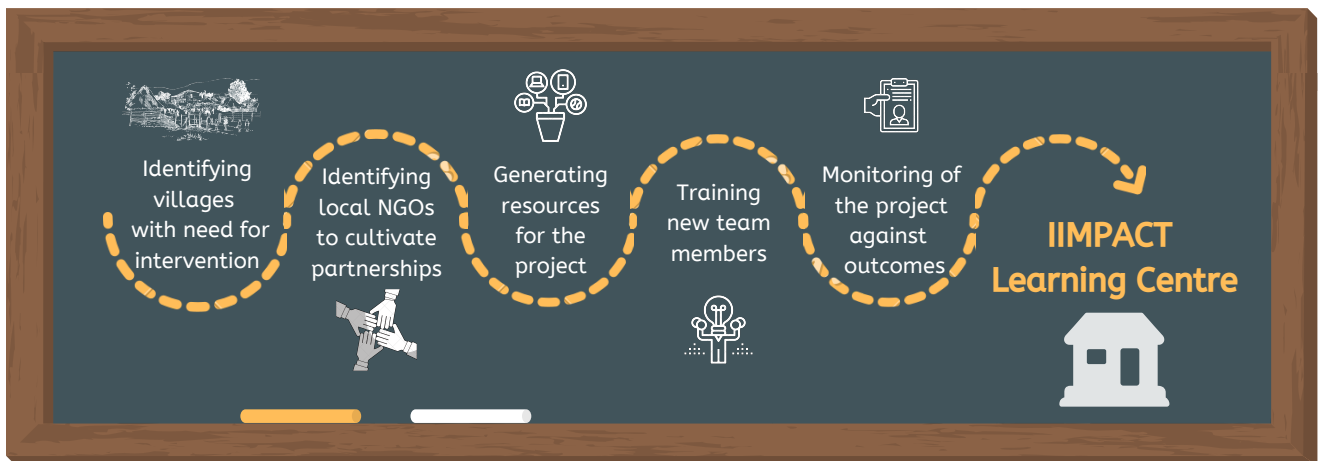 Identifying
villages
with need for
intervention
Identifying
local NGOs
to cultivate
partnerships
Generating
resources
for the
project
Training
new team
members
Monitoring of
the project
against
outcomes
IIMPACT
Learning Centre